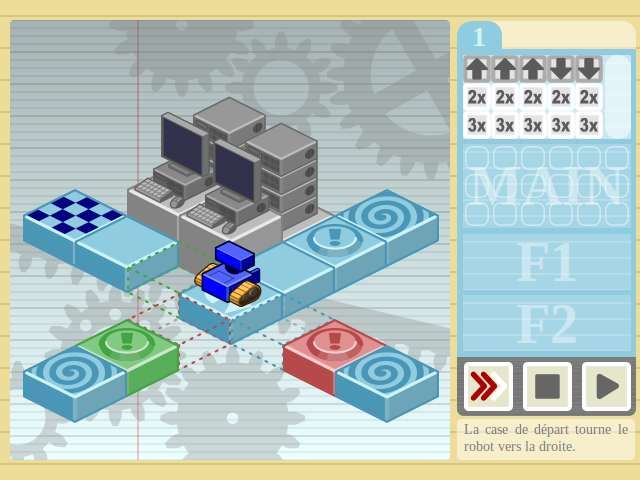 1
2x 2x 2x 2x 2x
3x 3x 3x 3x 3x
MAIN
F1
F2
La case de départ tourne le
robot vers la droite.